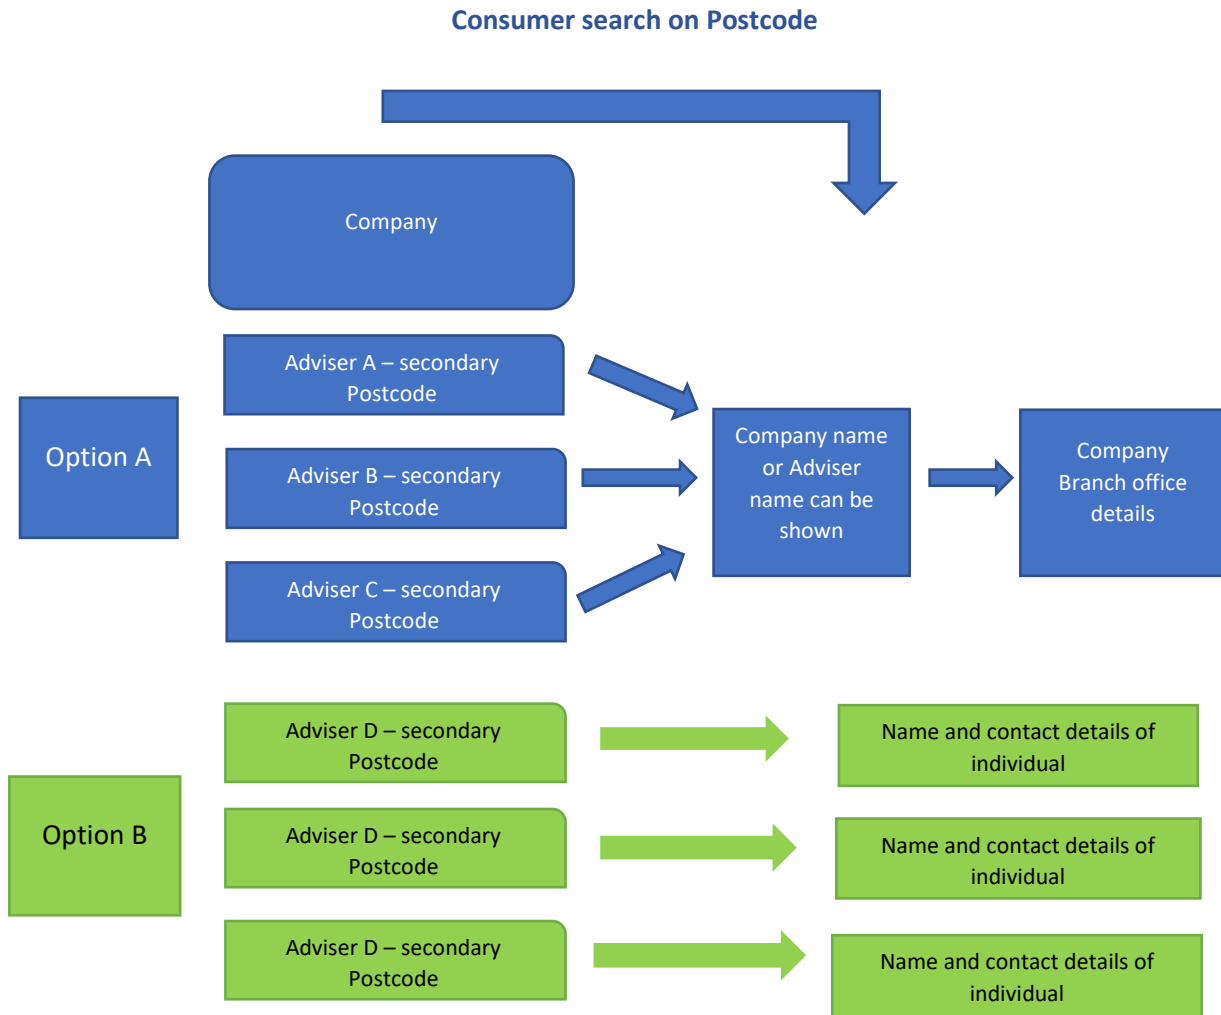 Consumer search on Postcode
Company
Adviser A – secondary
Postcode
Option A
Adviser B – secondary
Postcode
Adviser C – secondary
Postcode
Company name
or Adviser
name can be
shown
Company
Branch office
details
Adviser D – secondary
Postcode
Name and contact details of
individual
Option B
Adviser D – secondary
Postcode
Name and contact details of
individual
Adviser D – secondary
Postcode
Name and contact details of
individual